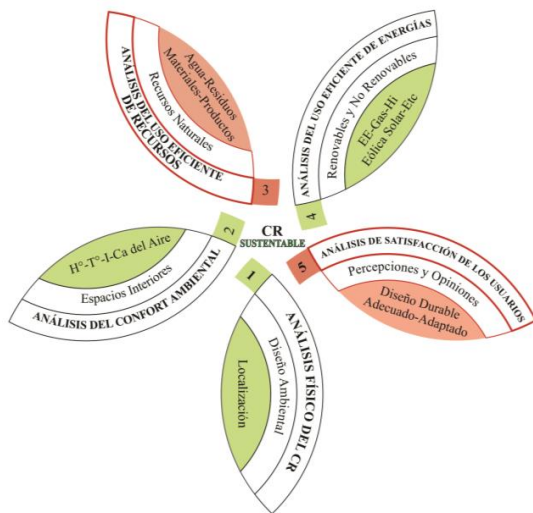 CR
SUSTENTABLE
1
ANÁLISIS FÍSICO DEL CR
Diseño Ambiental
Localización
2
ANÁLISIS DEL CONFORT AMBIENTAL
Espacios Interiores
H°-T°-I-Ca del Aire
3
ANÁLISIS DEL USO EFICIENTE
DE RECURSOS
Recursos Naturales
Agua-Residuos
Materiales-Productos
4
ANÁLISIS DEL USO EFICIENTE DE ENERGÍAS
Renovables y No Renovables
EE-Gas-Hi
Eólica Solar-Etc
5
ANÁLISIS DE SATISFACCIÓN DE LOS USUARIOS
Percepciones y Opiniones
Diseño Durable
Adecuado-Adaptado